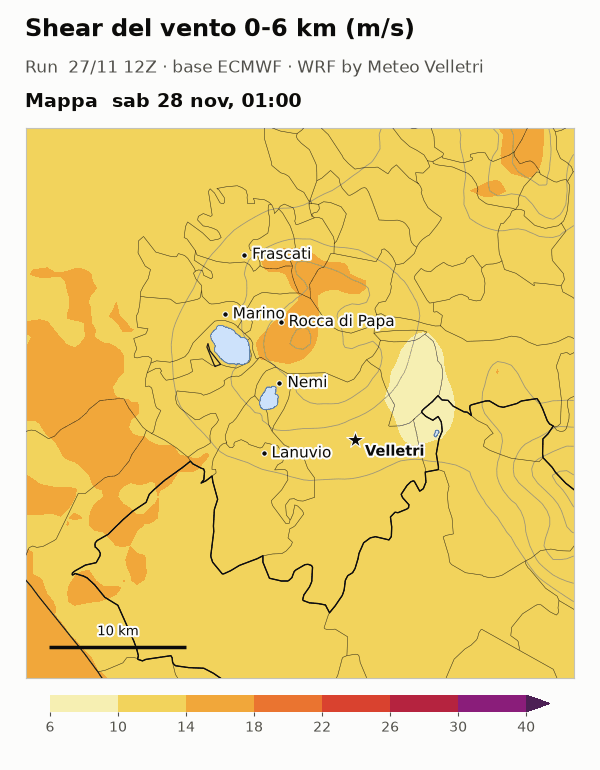 Shear del vento 0-6 km (m/s)
Run  27/11 12Z · base ECMWF · WRF by Meteo Velletri
Mappa  sab 28 nov, 01:00
Frascati
Marino
Rocca di Papa
Nemi
Velletri
Lanuvio
10 km
6 10 14 18 22 26 30 40